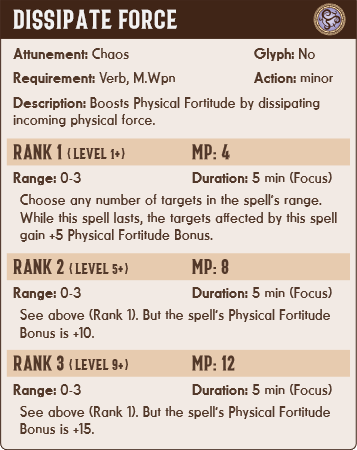 DISSIPATE FORCE
Attunement: Chaos Glyph: No
Requirement: Verb, M.Wpn Action: minor
Description: Boosts Physical Fortitude by dissipating
incoming physical force.
RANK 1 ( LEVEL 1+) MP: 4
Range: 0-3 Duration: 5 min (Focus)
Choose any number of targets in the spell's range.
While this spell lasts, the targets affected by this spell
gain +5 Physical Fortitude Bonus.
RANK 2 ( LEVEL 5+) MP: 8
Range: 0-3 Duration: 5 min (Focus)
See above (Rank 1). But the spell's Physical Fortitude
Bonus is +10.
RANK 3 ( LEVEL 9+) MP: 12
Range: 0-3 Duration: 5 min (Focus)
See above (Rank 1). But the spell's Physical Fortitude
Bonus is +15.